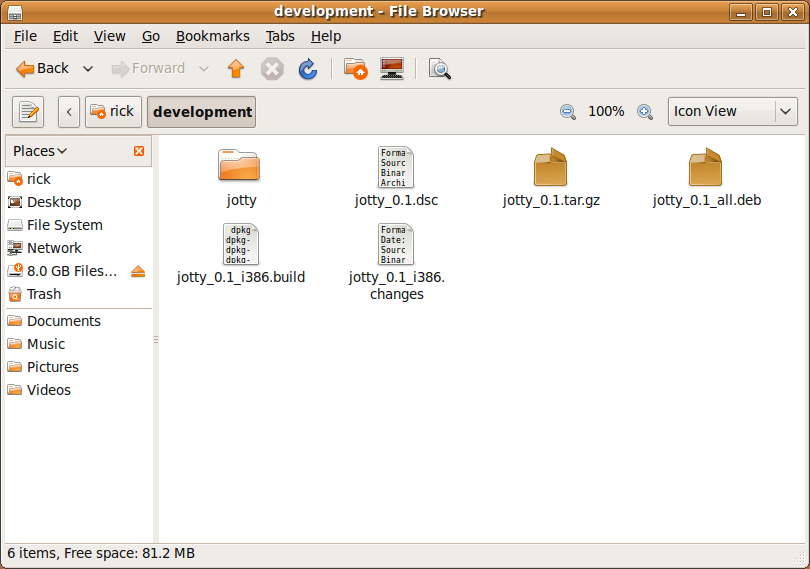 development - File Browser
File Edit View Go Bookmarks Tabs Help
Back Forward
rick development 100% Icon View
Places
rick
Desktop
File System
Network
8.0 GB Files...
Trash
Documents
Music
Pictures
Videos
jotty
Forma
Sourc
Binar
Archi
jotty_0.1.dsc
jotty_0.1.tar.gz
jotty_0.1_all.deb
dpkg
dpkg-
dpkg-
dpkg-
jotty_0.1_i386.build
Forma
Date:
Sourc
Binar
jotty_0.1_i386.
changes
6 items, Free space: 81.2 MB